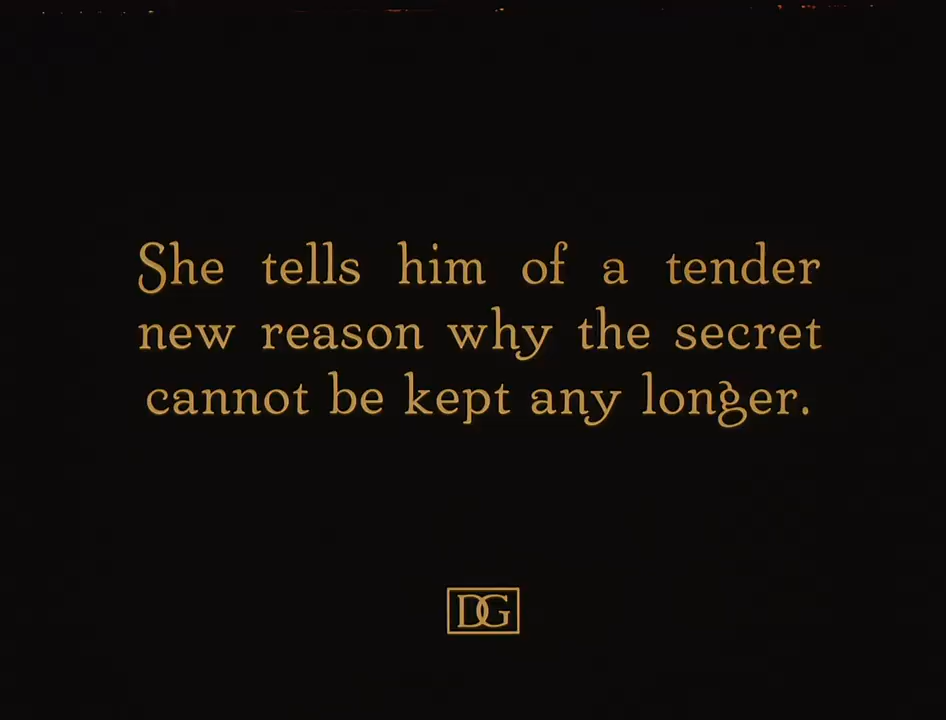 She tells him of a tender
new reason why the secret
cannot be kept any longer.
DG